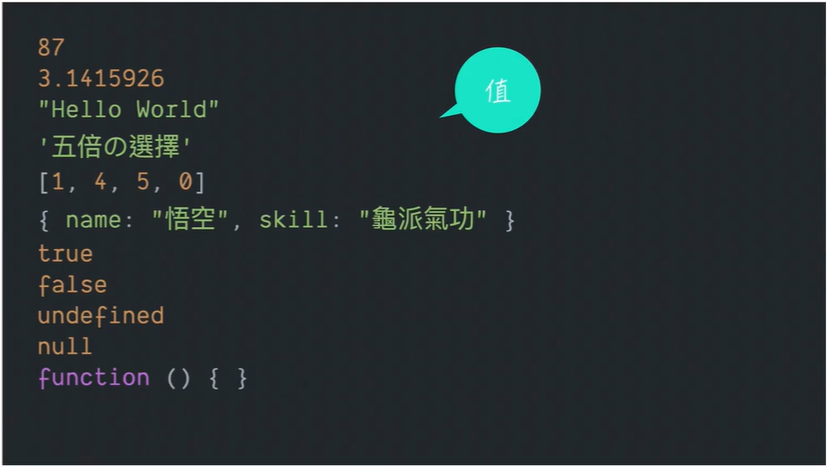 87
3.1415926
"Hello World"
'五倍の選擇'
[1, 4, 5, 0]
{ name: "悟空", skill: "龜派氣功" }
true
false
undefined
null
function () { }
值